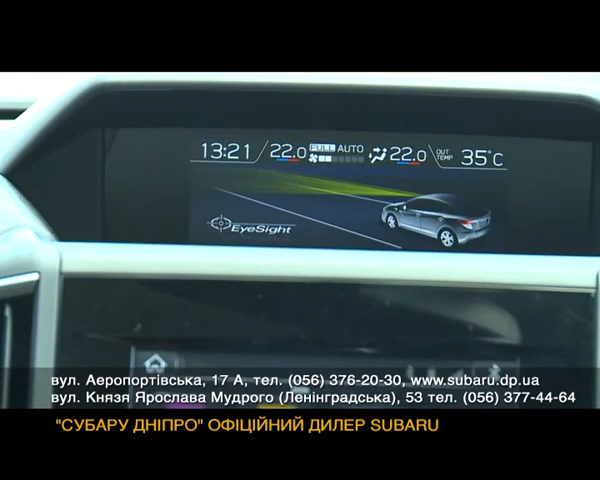 13:21 22.0 FULL AUTO 22.0 OUT TEMP 35°C
EyeSight
вул. Аеропортівська, 17 А, тел. (056) 376-20-30, www.subaru.dp.ua
вул. Князя Ярослава Мудрого (Ленінградська), 53 тел. (056) 377-44-64
"СУБАРУ ДНІПРО" ОФІЦІЙНИЙ ДИЛЕР SUBARU